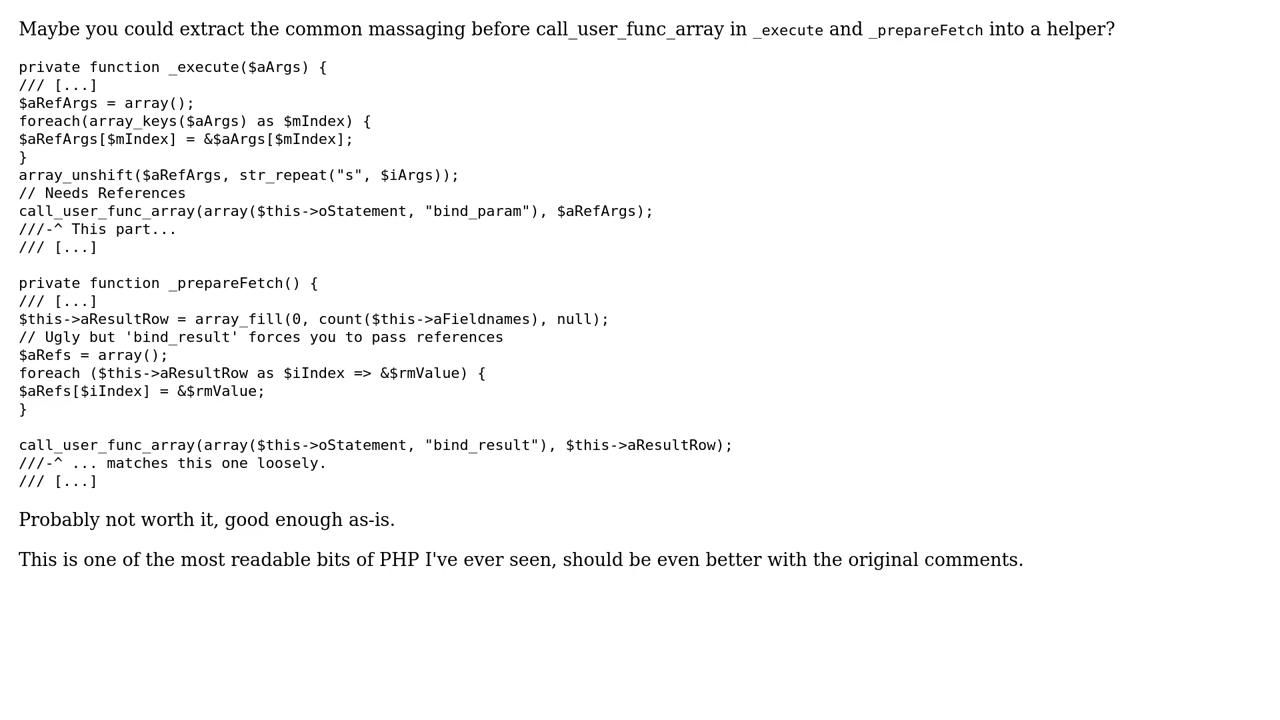 Maybe you could extract the common massaging before call_user_func_array in _execute and _prepareFetch into a helper?
private function _execute($aArgs) {
/// [...]
$aRefArgs = array();
foreach(array_keys($aArgs) as $mIndex) {
$aRefArgs[$mIndex] = &$aArgs[$mIndex];
}
array_unshift($aRefArgs, str_repeat("s", $iArgs));
// Needs References
call_user_func_array(array($this->oStatement, "bind_param"), $aRefArgs);
///-^ This part...
/// [...]
private function _prepareFetch() {
/// [...]
$this->aResultRow = array_fill(0, count($this->aFieldnames), null);
// Ugly but 'bind_result' forces you to pass references
$aRefs = array();
foreach ($this->aResultRow as $iIndex => &$rmValue) {
$aRefs[$iIndex] = &$rmValue;
}
call_user_func_array(array($this->oStatement, "bind_result"), $this->aResultRow);
///-^ ... matches this one loosely.
/// [...]
Probably not worth it, good enough as-is.
This is one of the most readable bits of PHP I've ever seen, should be even better with the original comments.